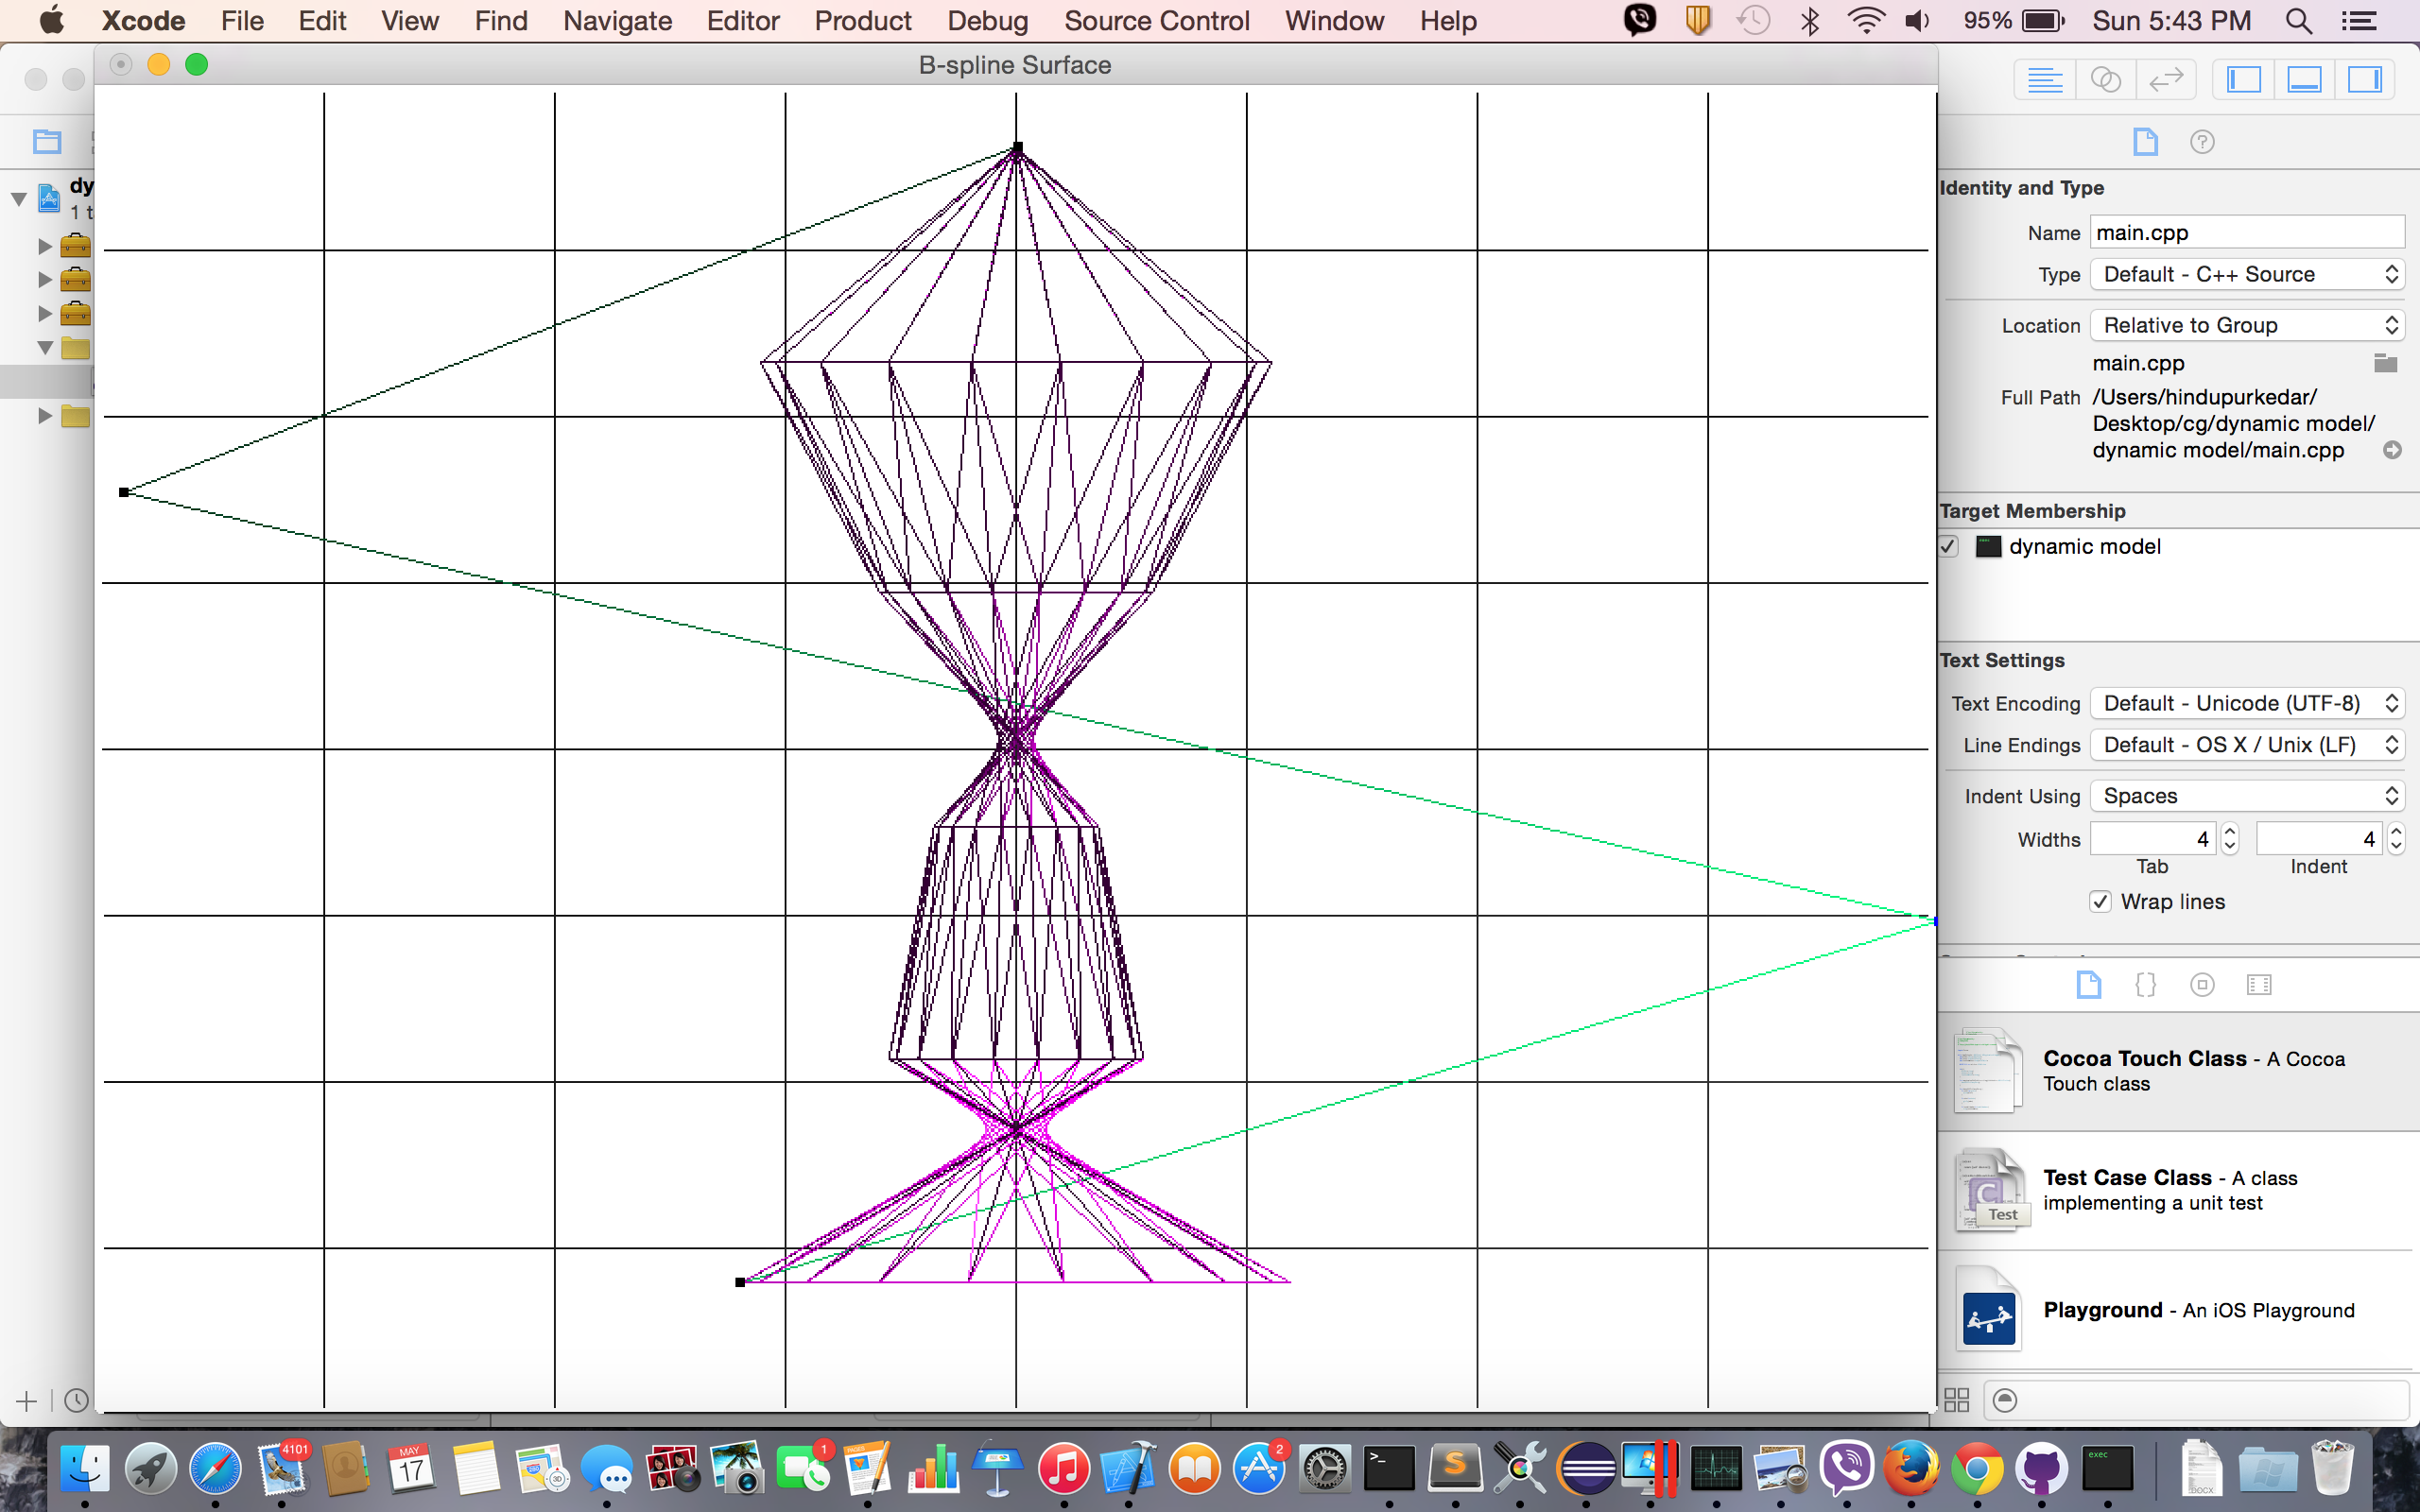 Xcode File Edit View Find Navigate Editor Product Debug Source Control Window Help 95% Sun 5:43 PM
B-spline Surface
dy
1 t
Identity and Type
Name main.cpp
Type Default - C++ Source
Location Relative to Group
main.cpp
Full Path /Users/hindupurkedar/
Desktop/cg/dynamic model/
dynamic model/main.cpp
Target Membership
dynamic model
Text Settings
Text Encoding Default - Unicode (UTF-8)
Line Endings Default - OS X / Unix (LF)
Indent Using Spaces
Widths 4 4
Tab Indent
Wrap lines
Cocoa Touch Class - A Cocoa
Touch class
Test Case Class - A class
implementing a unit test
Test
Playground - An iOS Playground
4101
MAY
17
1
PAGES
2
exec
DOCX